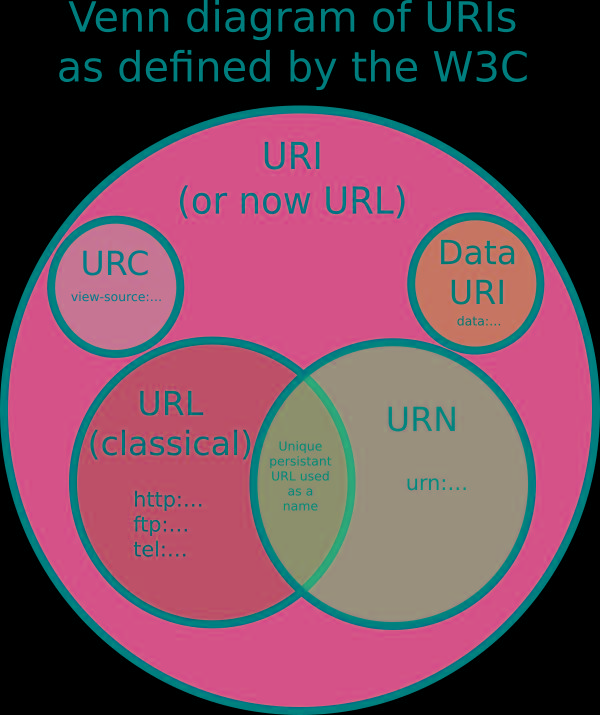 Venn diagram of URIs
as defined by the W3C
URI
(or now URL)
URC
view-source:...
Data
URI
data:...
URL
(classical)
http:...
ftp:...
tel:...
Unique
persistant
URL used
as a
name
URN
urn:...